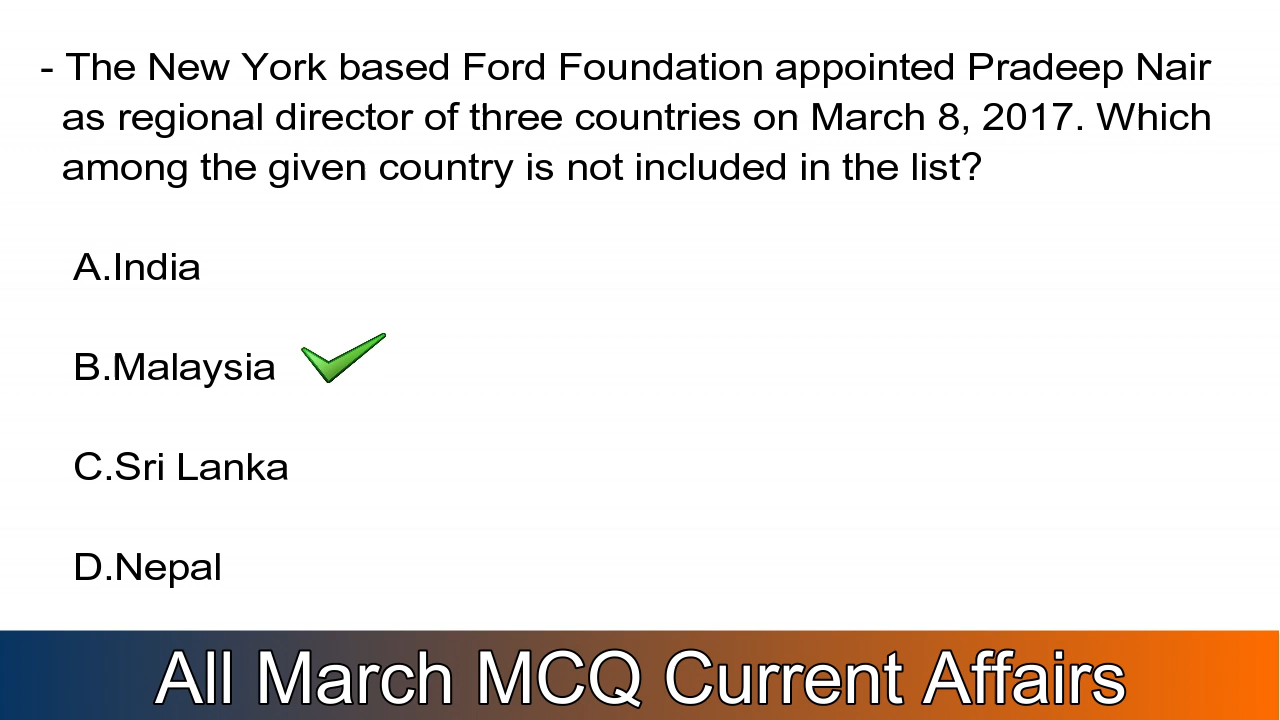 - The New York based Ford Foundation appointed Pradeep Nair
as regional director of three countries on March 8, 2017. Which
among the given country is not included in the list?
A.India
B.Malaysia
C.Sri Lanka
D.Nepal
All March MCQ Current Affairs